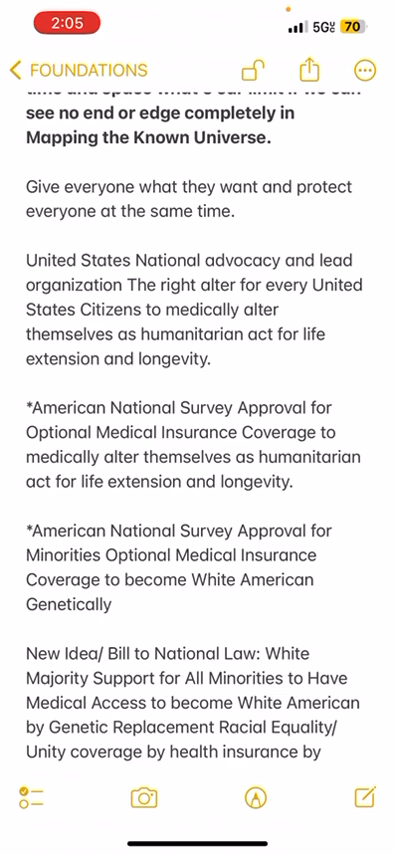 2:05
5G
70
FOUNDATIONS
see no end or edge completely in
Mapping the Known Universe.
Give everyone what they want and protect
everyone at the same time.
United States National advocacy and lead
organization The right alter for every United
States Citizens to medically alter
themselves as humanitarian act for life
extension and longevity.
*American National Survey Approval for
Optional Medical Insurance Coverage to
medically alter themselves as humanitarian
act for life extension and longevity.
*American National Survey Approval for
Minorities Optional Medical Insurance
Coverage to become White American
Genetically
New Idea/ Bill to National Law: White
Majority Support for All Minorities to Have
Medical Access to become White American
by Genetic Replacement Racial Equality/
Unity coverage by health insurance by